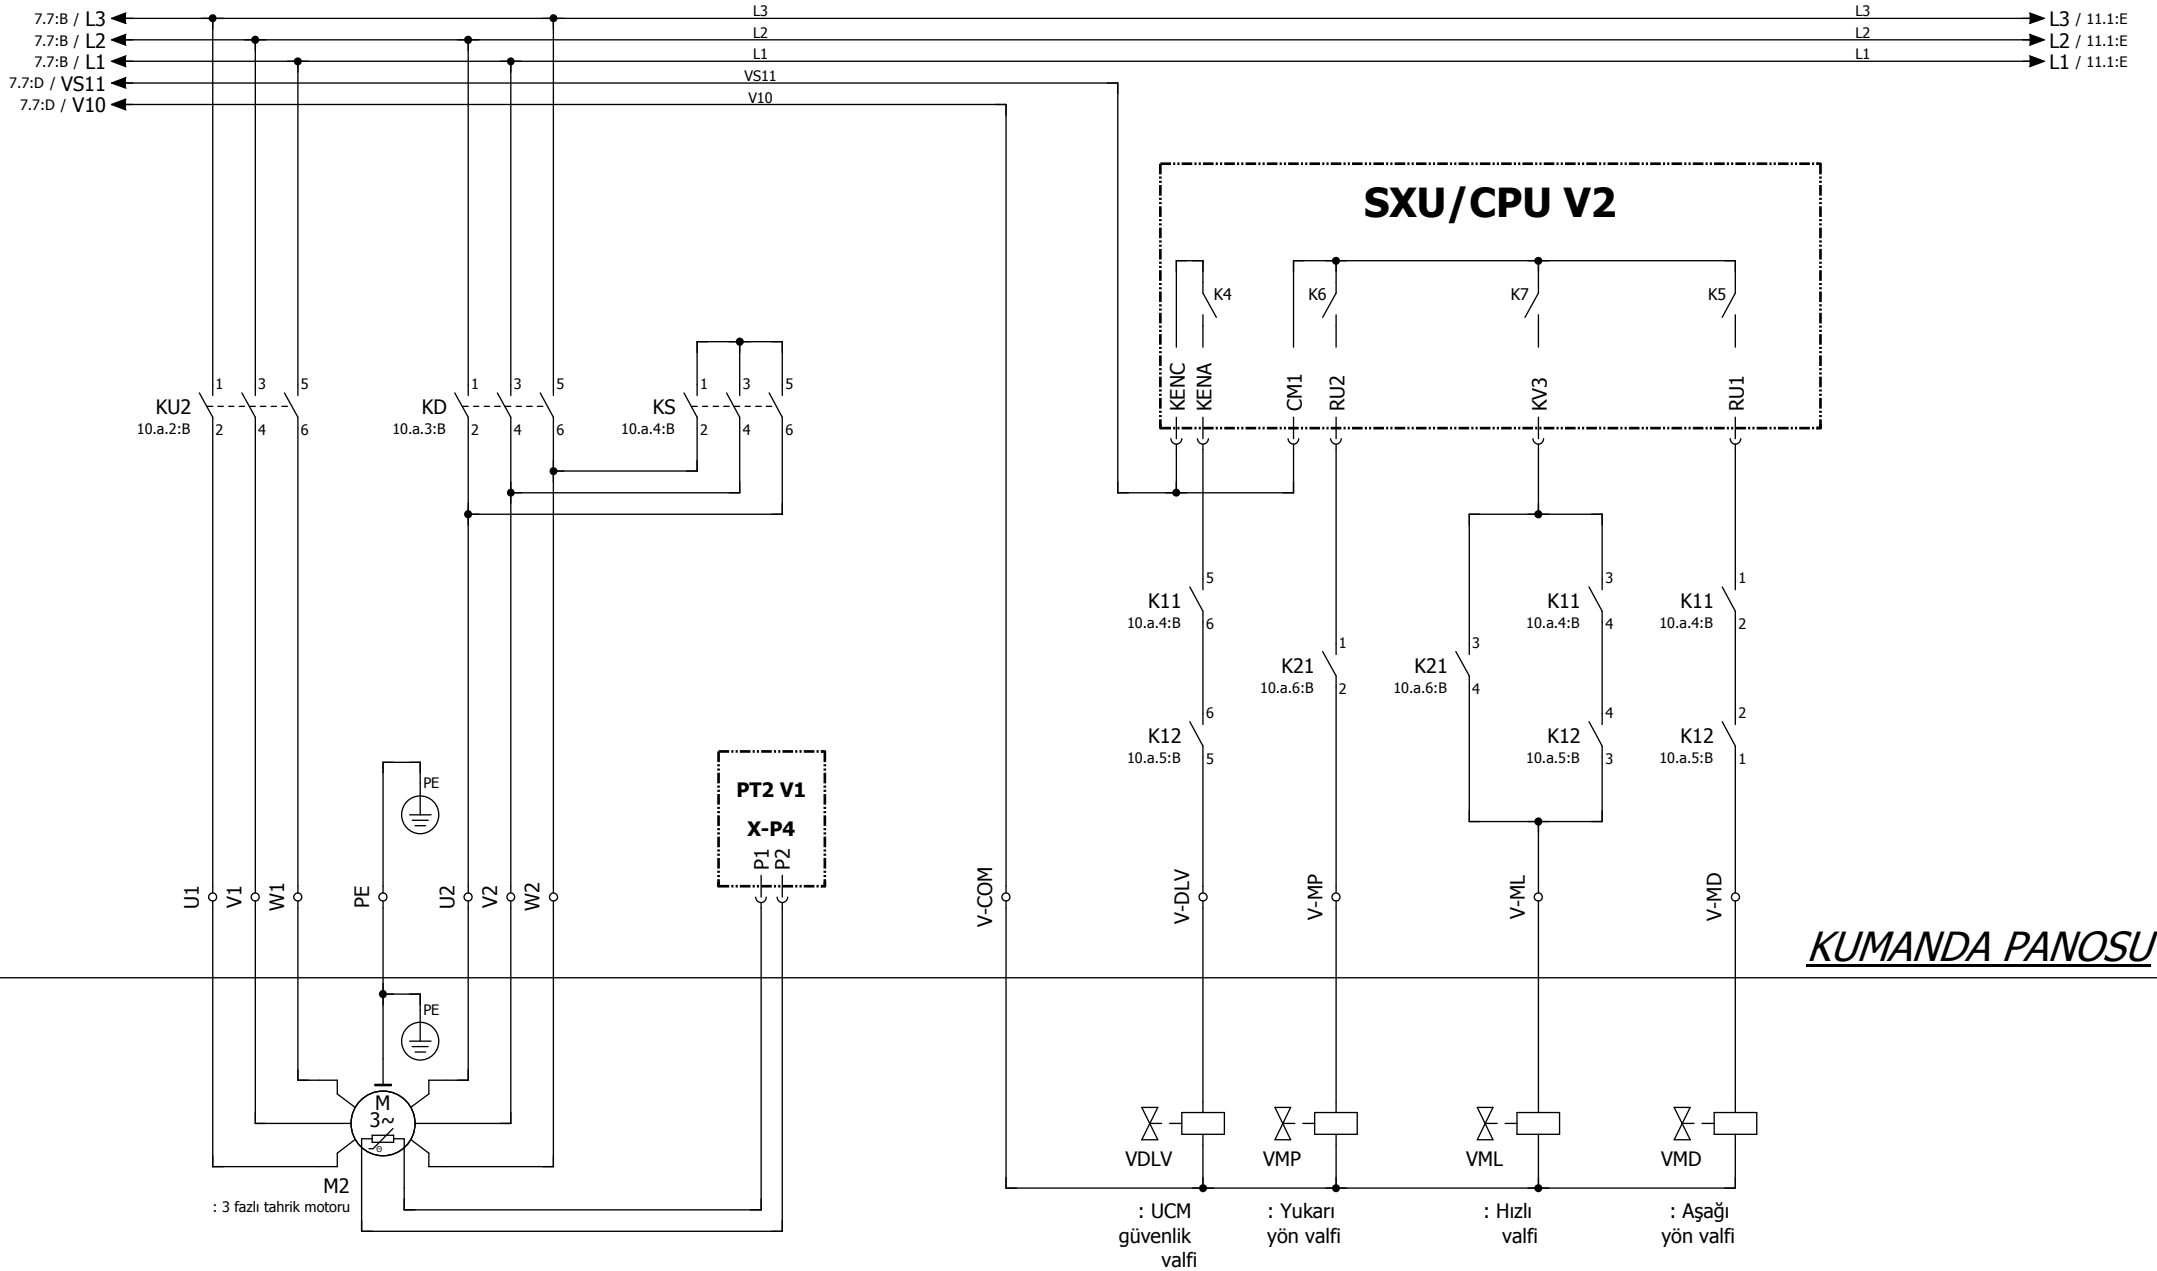 7.7:B / L3
L3
L3
L3 / 11.1:E
7.7:B / L2
L2
L2
L2 / 11.1:E
7.7:B / L1
L1
L1
L1 / 11.1:E
7.7:D / VS11
VS11
7.7:D / V10
V10
SXU/CPU V2
K4
K6
K7
K5
KENC
KENA
CM1
RU2
KV3
RU1
1
3
5
KU2
10.a.2:B
2
4
6
1
3
5
KD
10.a.3:B
2
4
6
1
3
5
KS
10.a.4:B
2
4
6
5
K11
10.a.4:B
6
6
K12
10.a.5:B
5
1
K21
10.a.6:B
2
3
K21
10.a.6:B
4
3
K11
10.a.4:B
4
4
K12
10.a.5:B
3
1
K11
10.a.4:B
2
2
K12
10.a.5:B
1
PE
PT2 V1
X-P4
P1
P2
U1
V1
W1
PE
U2
V2
W2
V-COM
V-DLV
V-MP
V-ML
V-MD
KUMANDA PANOSU
PE
M
3~
M2
: 3 fazlı tahrik motoru
VDLV
: UCM
güvenlik
valfi
VMP
: Yukarı
yön valfi
VML
: Hızlı
valfi
VMD
: Aşağı
yön valfi